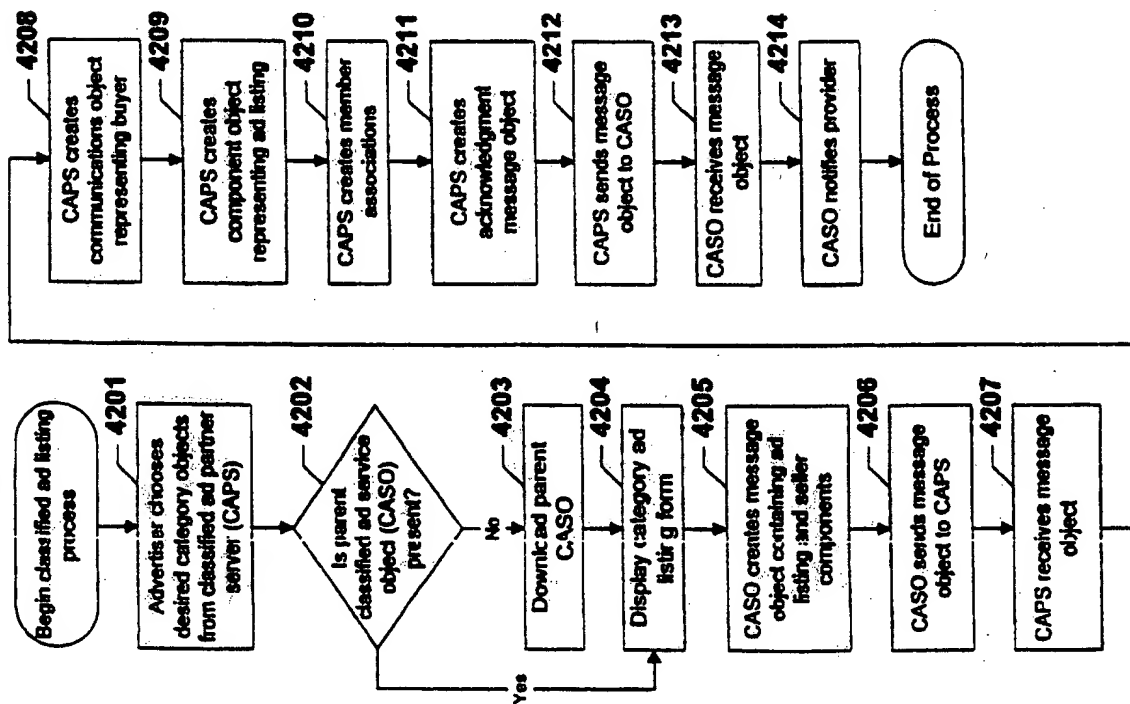 Begin classified ad listing
process
4201
Advertiser chooses
desired category objects
from classified ad partner
server (CAPS)
4202
Is parent
classified ad service
object (CASO)
present?
Yes
No
4203
Download parent
CASO
4204
Display category ad
listing form
4205
CASO creates message
object containing ad
listing and seller
components
4206
CASO sends message
object to CAPS
4207
CAPS receives message
object
4208
CAPS creates
communications object
representing buyer
4209
CAPS creates
component object
representing ad listing
4210
CAPS creates member
associations
4211
CAPS creates
acknowledgment
message object
4212
CAPS sends message
object to CASO
4213
CASO receives message
object
4214
CASO notifies provider
End of Process